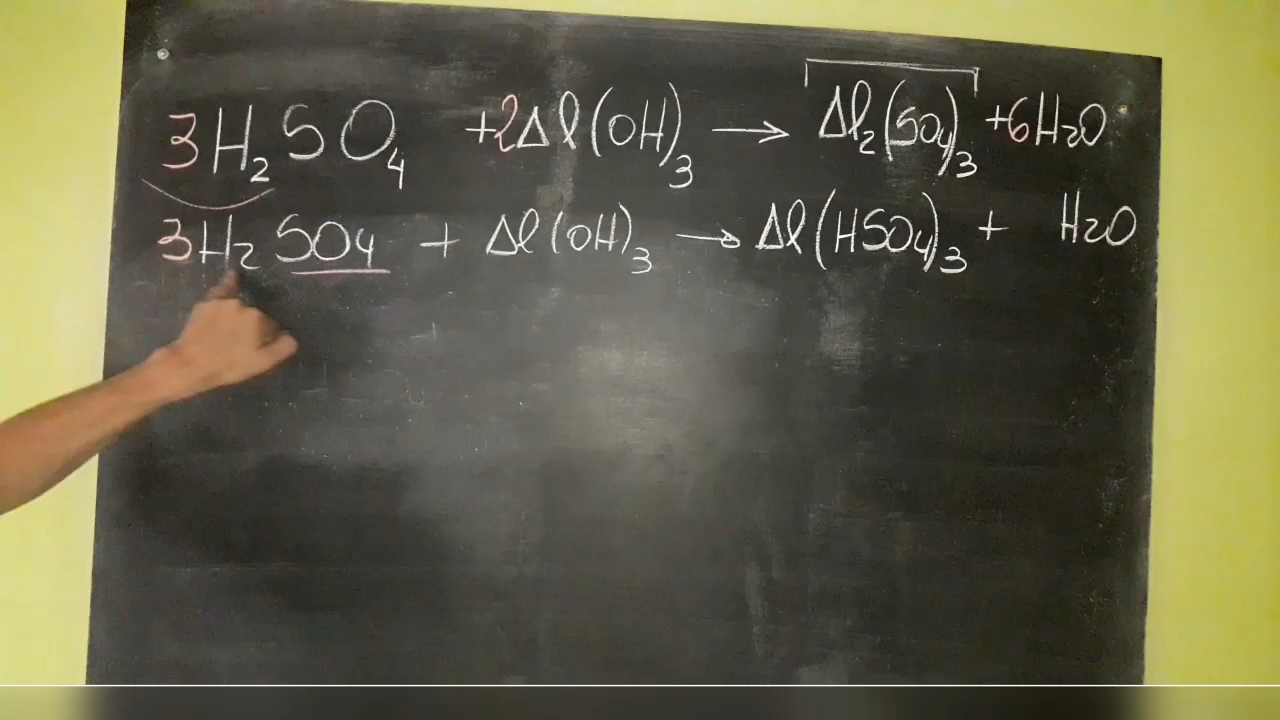 3H₂SO₄ +2Al(OH)₃ → Al₂(SO₄)₃ +6H₂O
3H₂SO₄ + Al(OH)₃ → Al(HSO₄)₃ + H₂O